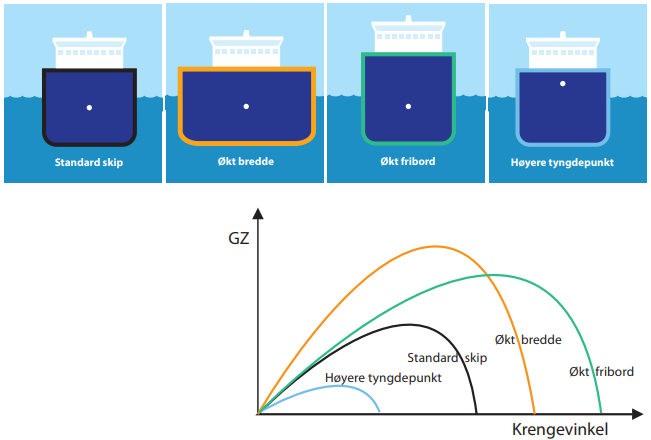 Standard skip
Økt bredde
Økt fribord
Høyere tyngdepunkt
GZ
Økt bredde
Standard skip
Økt fribord
Høyere tyngdepunkt
Krengevinkel